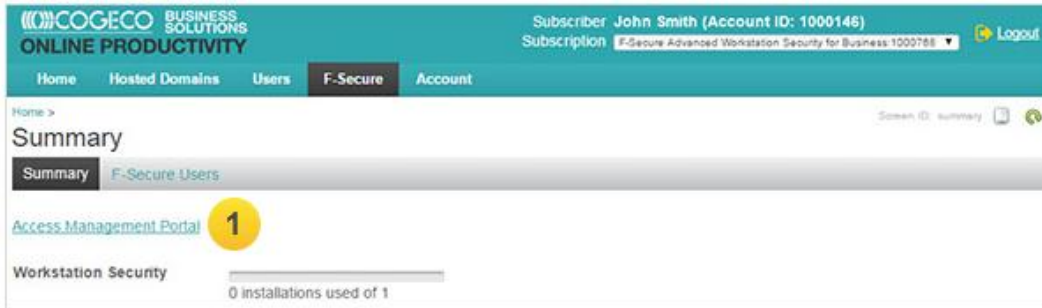 COGECO BUSINESS SOLUTIONS
ONLINE PRODUCTIVITY
Subscriber John Smith (Account ID: 1000146)
Subscription F-Secure Advanced Workstation Security for Business:1000766
Logout
Home Hosted Domains Users F-Secure Account
Home >
Screen ID: summary
Summary
Summary F-Secure Users
Access Management Portal 1
Workstation Security
0 installations used of 1